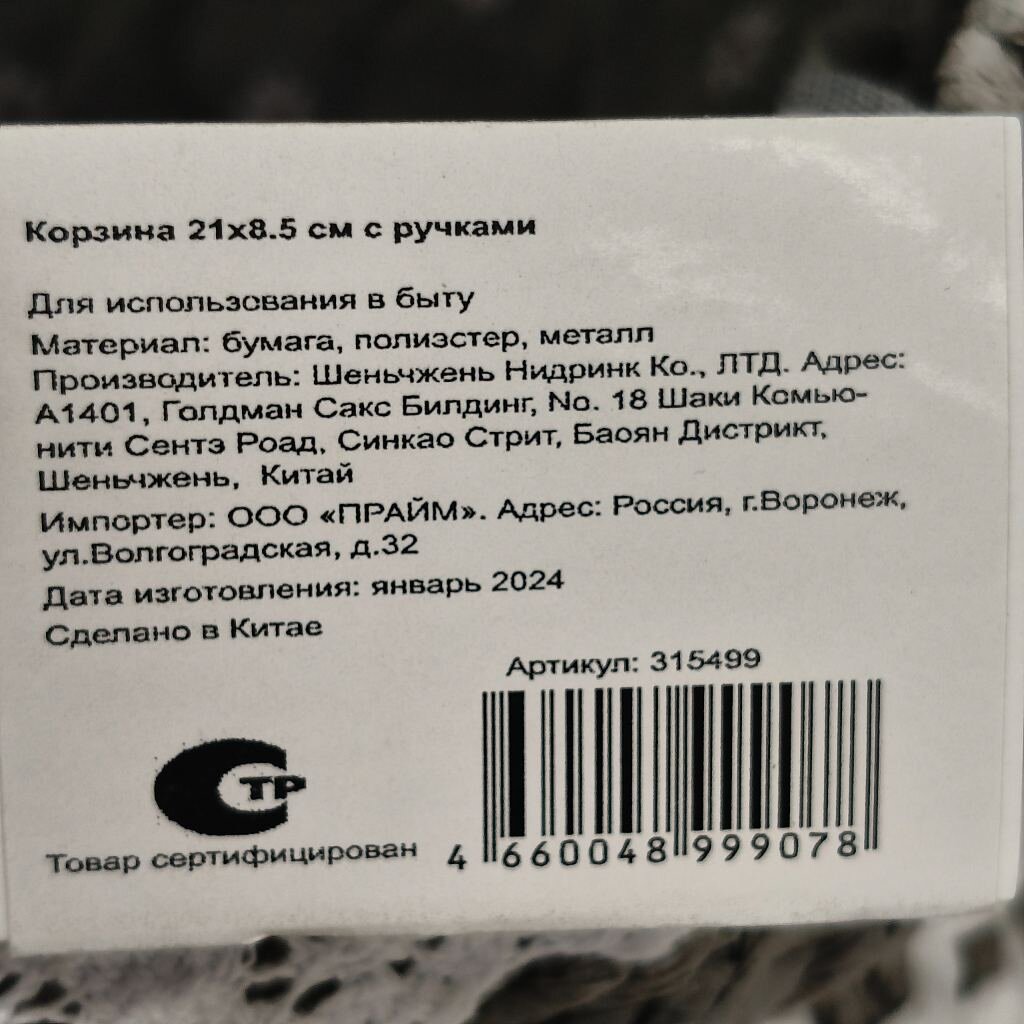 Корзина 21х8.5 см с ручками
Для использования в быту
Материал: бумага, полиэстер, металл
Производитель: Шеньчжень Нидринк Ко., ЛТД. Адрес:
А1401, Голдман Сакс Билдинг, No. 18 Шаки Комью-
нити Сентэ Роад, Синкао Стрит, Баоян Дистрикт,
Шеньчжень, Китай
Импортер: ООО «ПРАЙМ». Адрес: Россия, г.Воронеж,
ул.Волгоградская, д.32
Дата изготовления: январь 2024
Сделано в Китае
Артикул: 315499
ТР
Товар сертифицирован
4 660048 999078